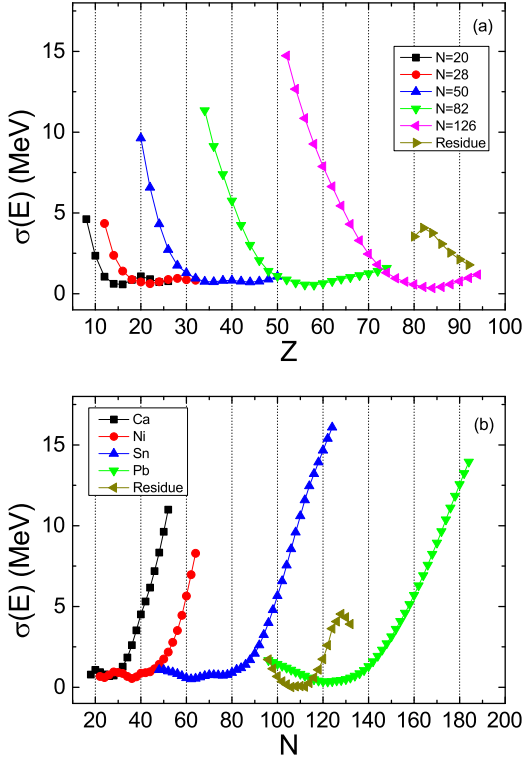 (a)
15
10
5
0
σ(E) (MeV)
N=20
N=28
N=50
N=82
N=126
Residue
10 20 30 40 50 60 70 80 90 100
Z
(b)
15
10
5
0
σ(E) (MeV)
Ca
Ni
Sn
Pb
Residue
20 40 60 80 100 120 140 160 180 200
N